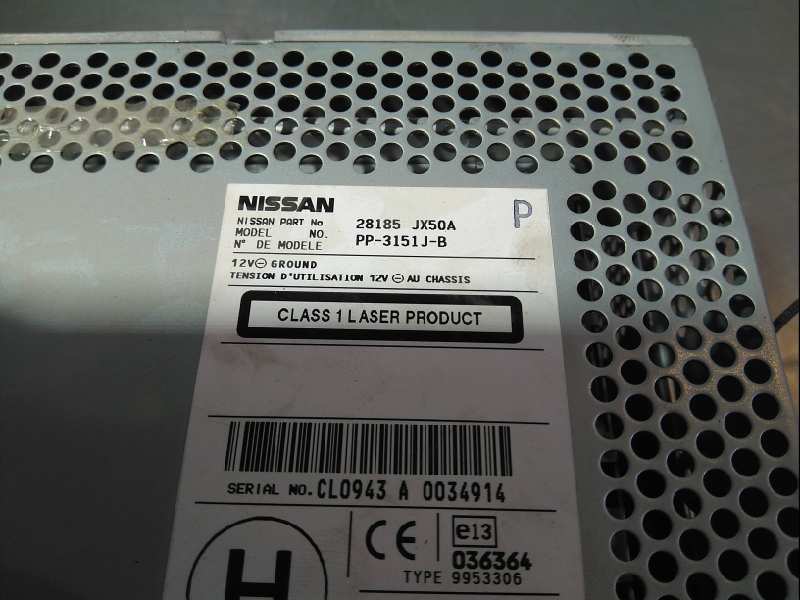 NISSAN
P
NISSAN PART No 28185 JX50A
MODEL NO.
N° DE MODELE PP-3151J-B
12V⊖ GROUND
TENSION D'UTILISATION 12V ⊖ AU CHASSIS
CLASS 1 LASER PRODUCT
SERIAL NO. CL0943 A 0034914
H
CE
e13
036364
TYPE 9953306